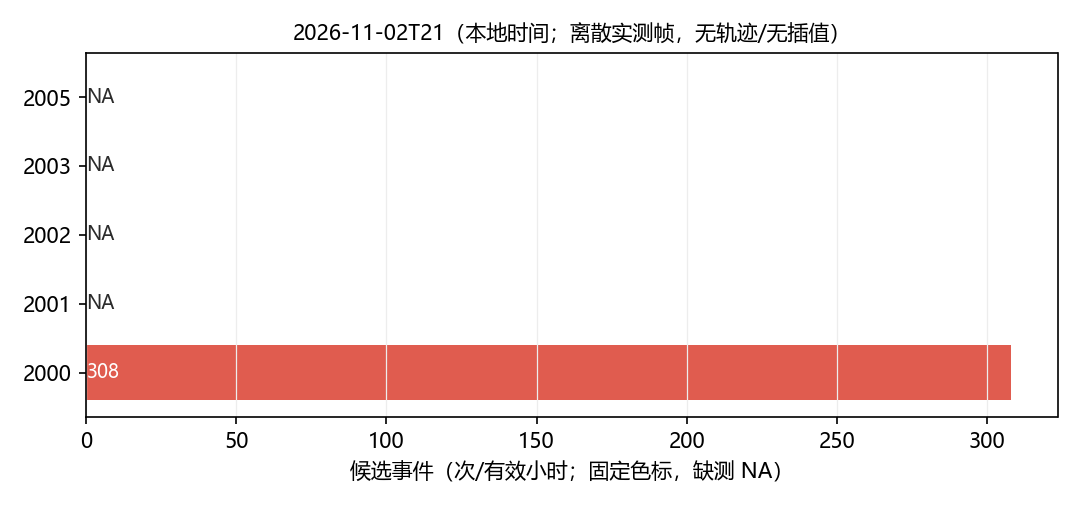 2026-11-02T21（本地时间；离散实测帧，无轨迹/无插值）
2005 NA
2003 NA
2002 NA
2001 NA
2000 308
0 50 100 150 200 250 300
候选事件（次/有效小时；固定色标，缺测 NA）